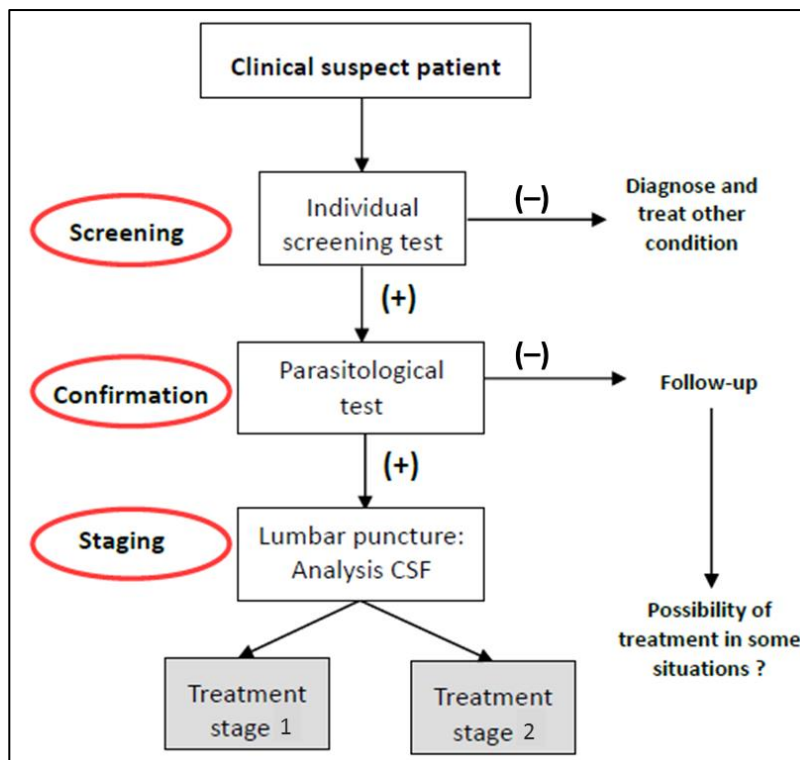 Clinical suspect patient
Screening
Individual
screening test
(–)
Diagnose and
treat other
condition
(+)
Confirmation
Parasitological
test
(–)
Follow-up
(+)
Staging
Lumbar puncture:
Analysis CSF
Possibility of
treatment in some
situations ?
Treatment
stage 1
Treatment
stage 2